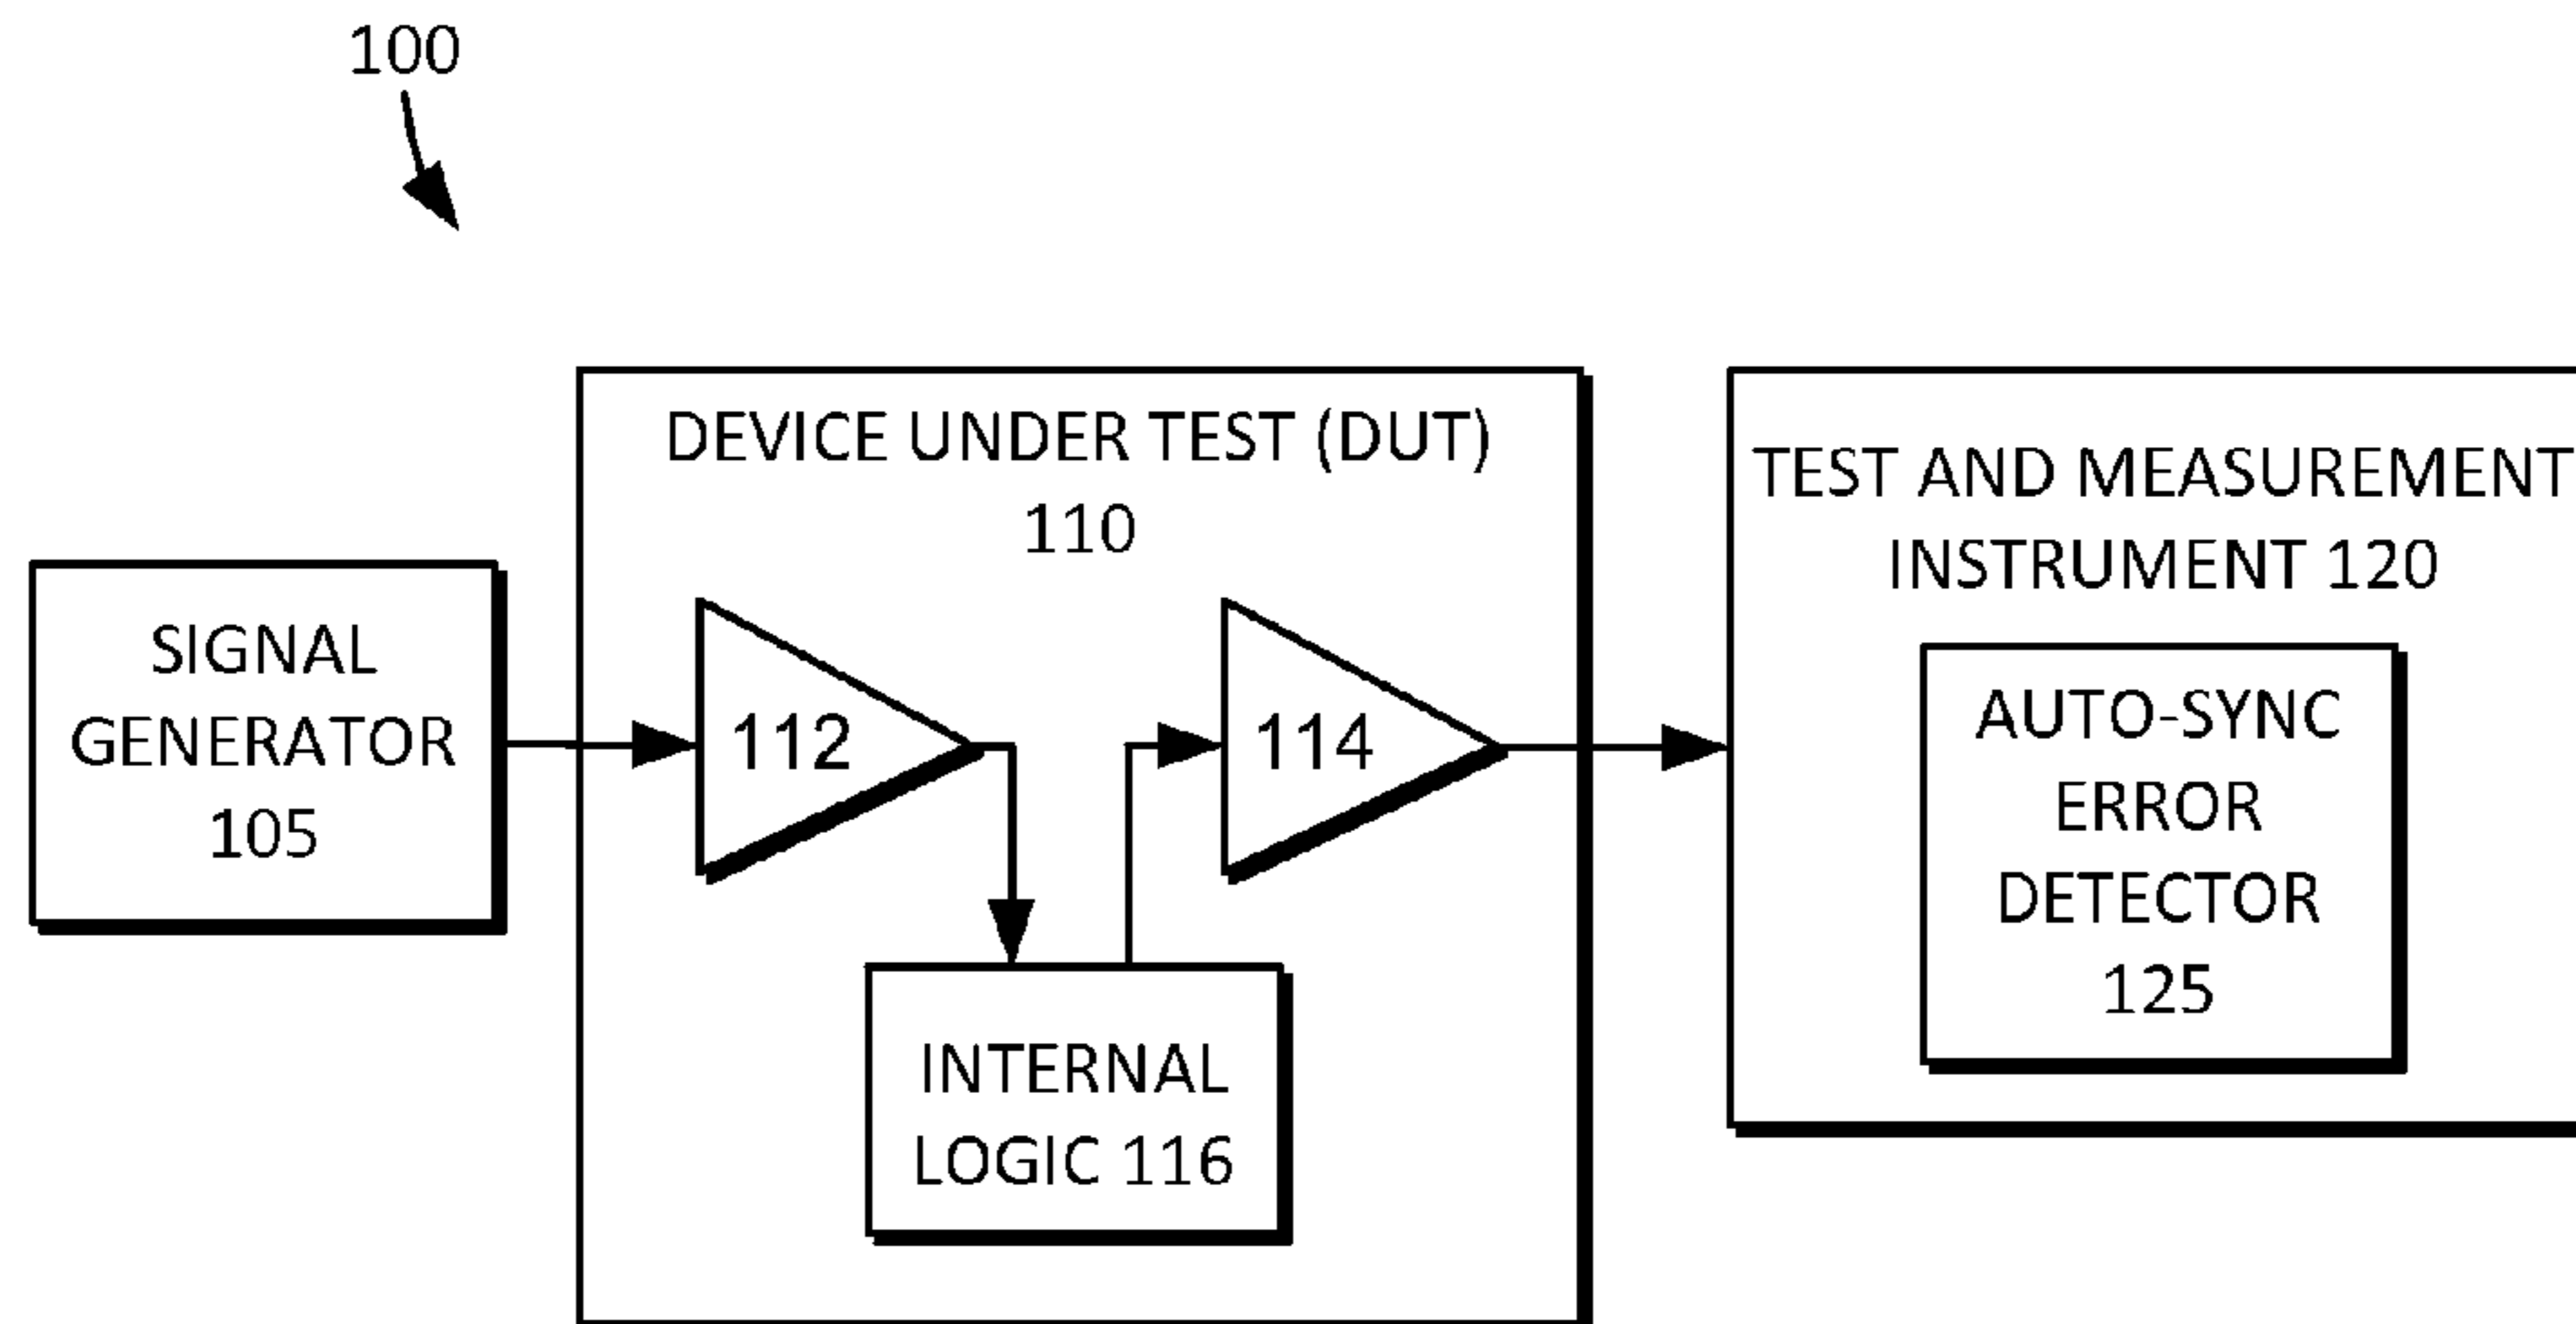 100
DEVICE UNDER TEST (DUT)
110
TEST AND MEASUREMENT
INSTRUMENT 120
SIGNAL
GENERATOR
105
112
114
AUTO-SYNC
ERROR
DETECTOR
125
INTERNAL
LOGIC 116